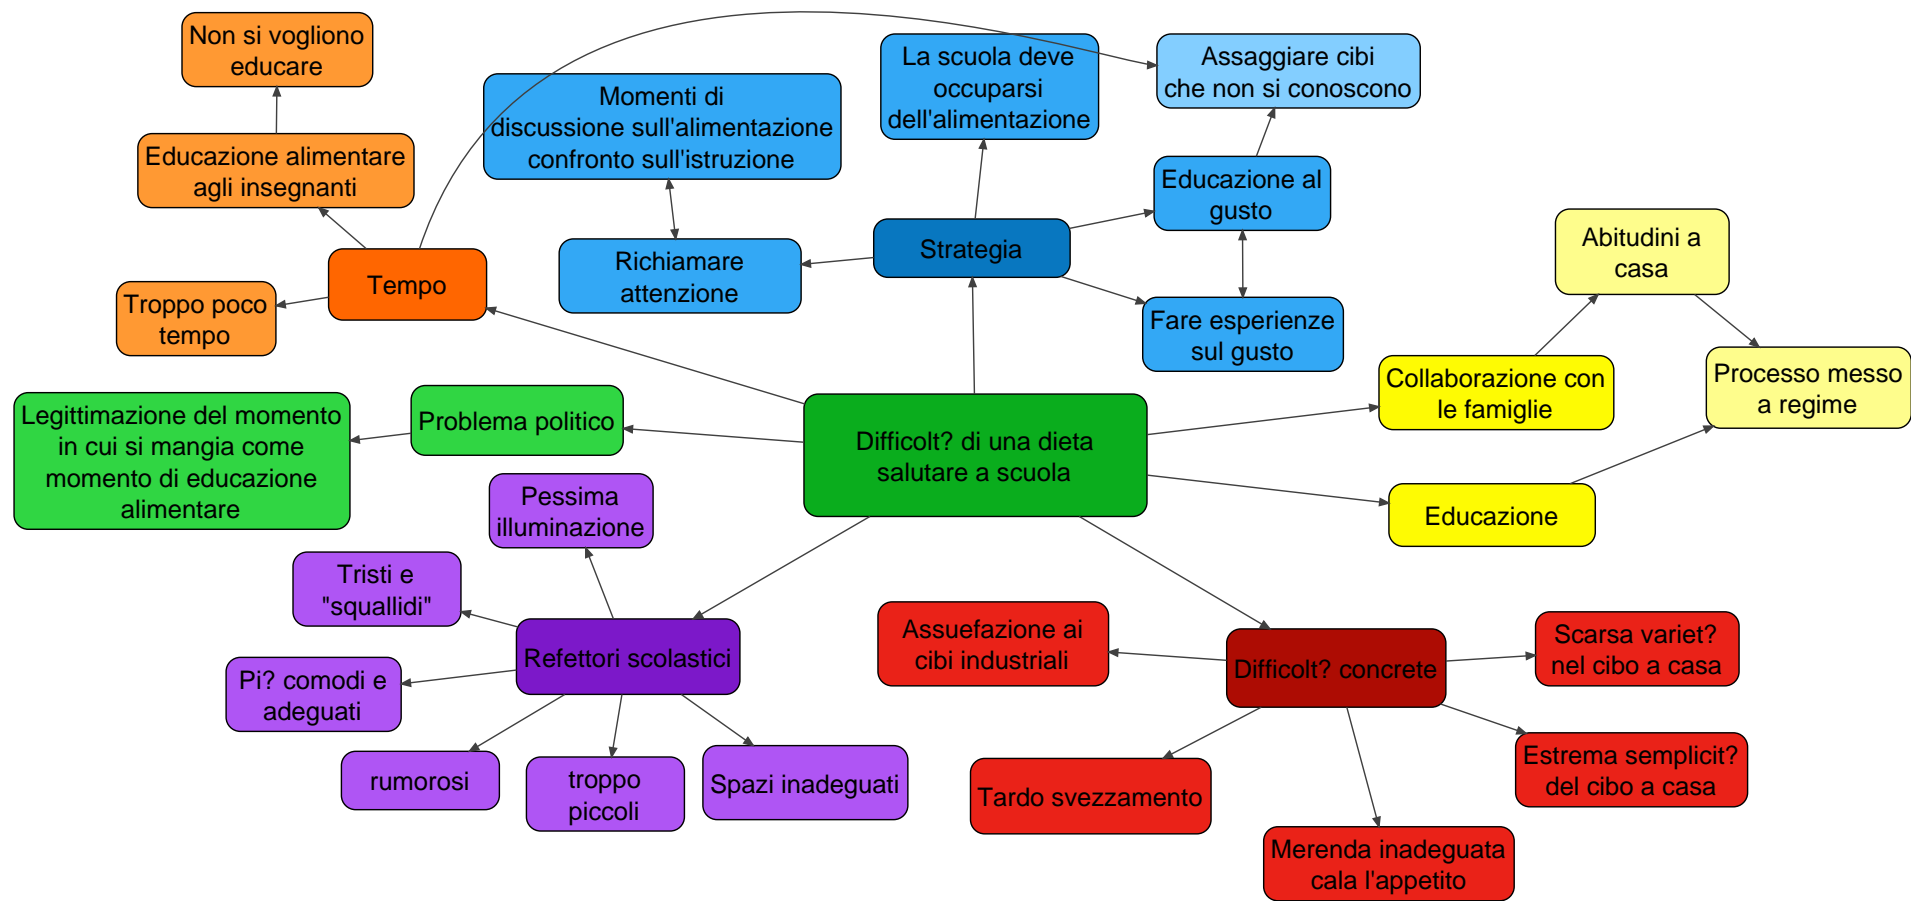 Non si vogliono
educare
La scuola deve
occuparsi
dell'alimentazione
Assaggiare cibi
che non si conoscono
Momenti di
discussione sull'alimentazione
confronto sull'istruzione
Educazione alimentare
agli insegnanti
Educazione al
gusto
Strategia
Abitudini a
casa
Richiamare
attenzione
Tempo
Troppo poco
tempo
Fare esperienze
sul gusto
Processo messo
a regime
Collaborazione con
le famiglie
Legittimazione del momento
in cui si mangia come
momento di educazione
alimentare
Problema politico
Difficolt? di una dieta
salutare a scuola
Educazione
Pessima
illuminazione
Tristi e
"squallidi"
Refettori scolastici
Assuefazione ai
cibi industriali
Difficolt? concrete
Scarsa variet?
nel cibo a casa
Pi? comodi e
adeguati
rumorosi
troppo
piccoli
Spazi inadeguati
Tardo svezzamento
Estrema semplicit?
del cibo a casa
Merenda inadeguata
cala l'appetito